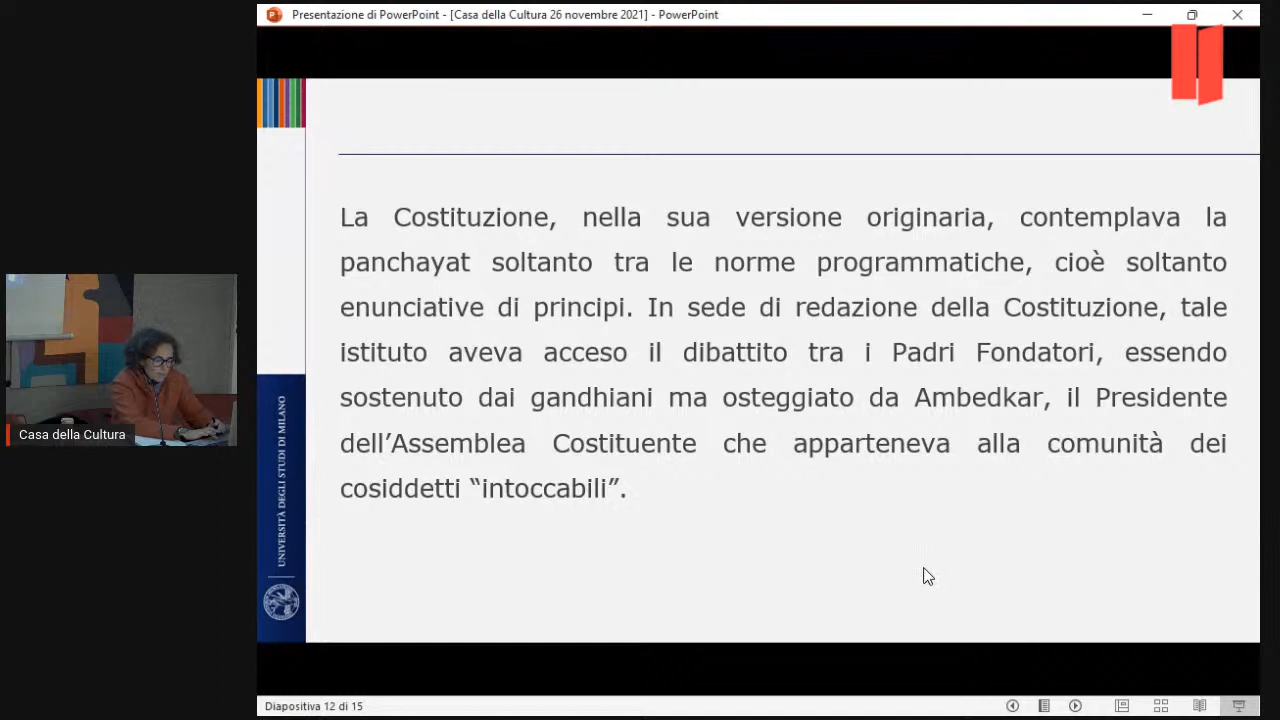 Presentazione di PowerPoint - [Casa della Cultura 26 novembre 2021] - PowerPoint
La Costituzione, nella sua versione originaria, contemplava la
panchayat soltanto tra le norme programmatiche, cioè soltanto
enunciative di principi. In sede di redazione della Costituzione, tale
istituto aveva acceso il dibattito tra i Padri Fondatori, essendo
sostenuto dai gandhiani ma osteggiato da Ambedkar, il Presidente
dell’Assemblea Costituente che apparteneva alla comunità dei
cosiddetti “intoccabili”.
Casa della Cultura
UNIVERSITÀ DEGLI STUDI DI MILANO
Diapositiva 12 di 15